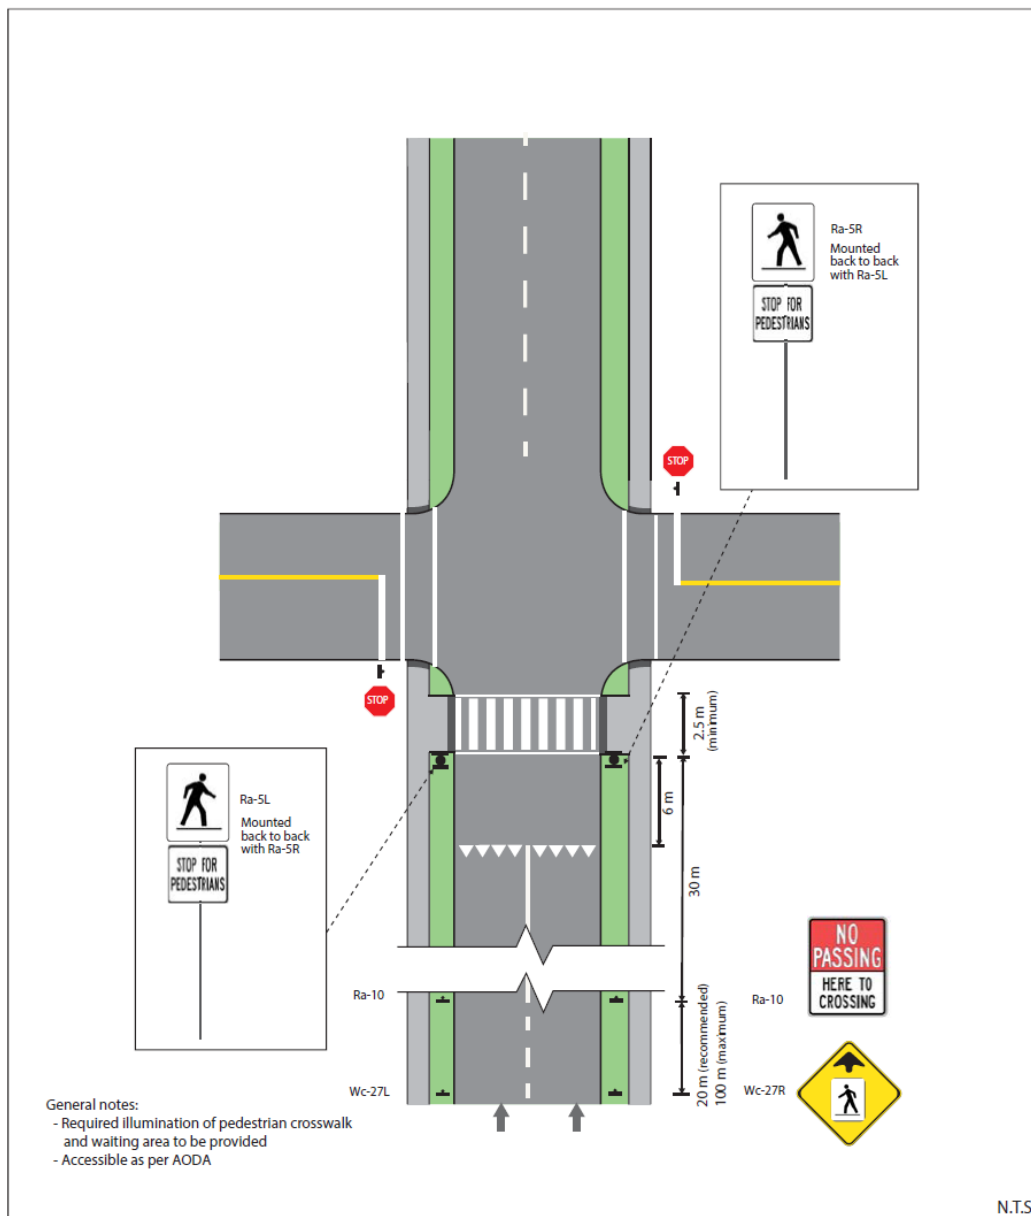 Ra-5R
Mounted
back to back
with Ra-5L
STOP FOR
PEDESTRIANS
STOP
STOP
2.5 m
(minimum)
6 m
30 m
Ra-5L
Mounted
back to back
with Ra-5R
STOP FOR
PEDESTRIANS
NO
PASSING
HERE TO
CROSSING
Ra-10
Ra-10
20 m (recommended)
100 m (maximum)
Wc-27L
Wc-27R
General notes:
- Required illumination of pedestrian crosswalk
and waiting area to be provided
- Accessible as per AODA
N.T.S